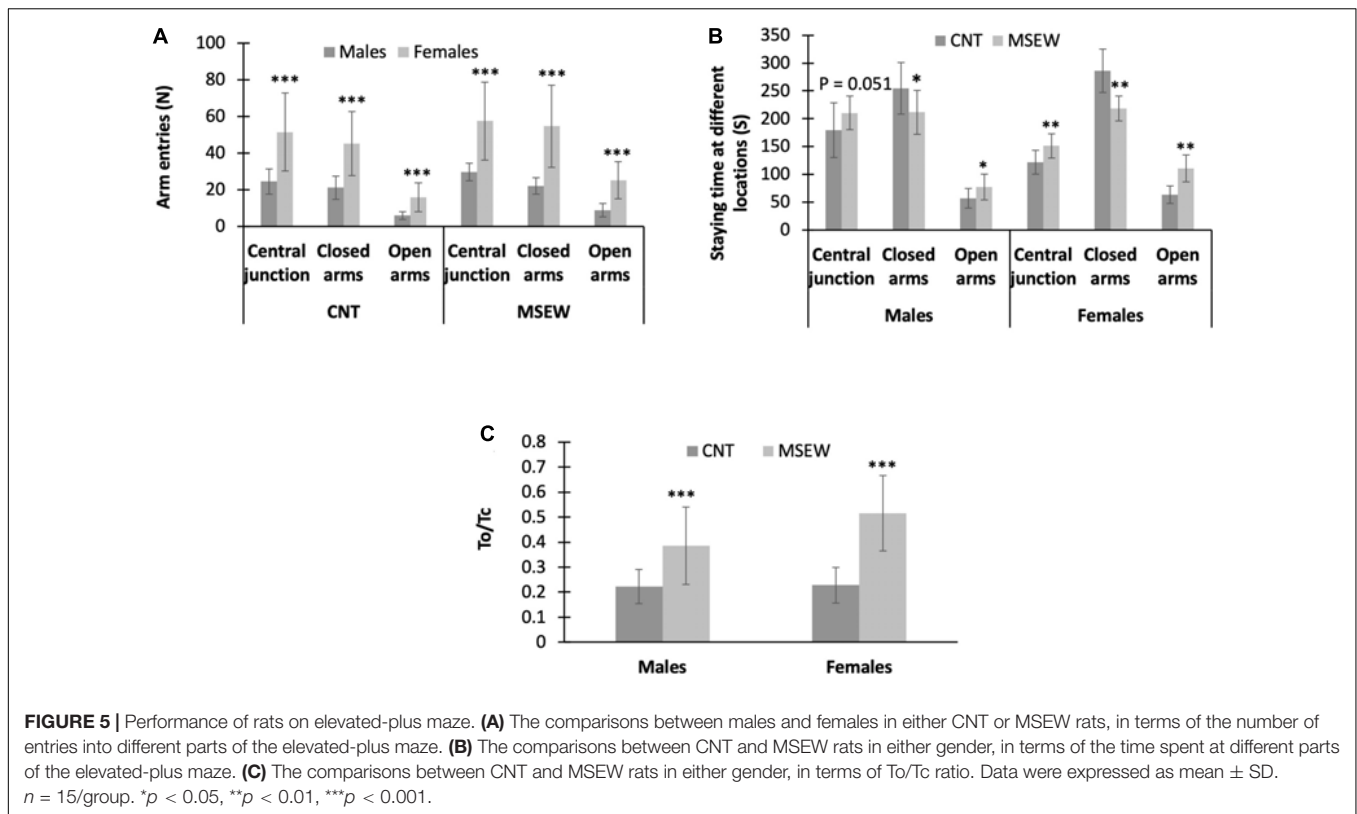 A
100
80
60
40
20
0
Arm entries (N)
Males Females
*** *** *** *** *** ***
Central junction Closed arms Open arms Central junction Closed arms Open arms
CNT MSEW
B
350
300
250
200
150
100
50
0
Staying time at different locations (S)
CNT MSEW
P = 0.051 * * ** ** **
Central junction Closed arms Open arms Central junction Closed arms Open arms
Males Females
C
0.8
0.7
0.6
0.5
0.4
0.3
0.2
0.1
0
To/Tc
CNT MSEW
*** ***
Males Females
FIGURE 5 | Performance of rats on elevated-plus maze. (A) The comparisons between males and females in either CNT or MSEW rats, in terms of the number of
entries into different parts of the elevated-plus maze. (B) The comparisons between CNT and MSEW rats in either gender, in terms of the time spent at different parts
of the elevated-plus maze. (C) The comparisons between CNT and MSEW rats in either gender, in terms of To/Tc ratio. Data were expressed as mean ± SD.
n = 15/group. *p < 0.05, **p < 0.01, ***p < 0.001.